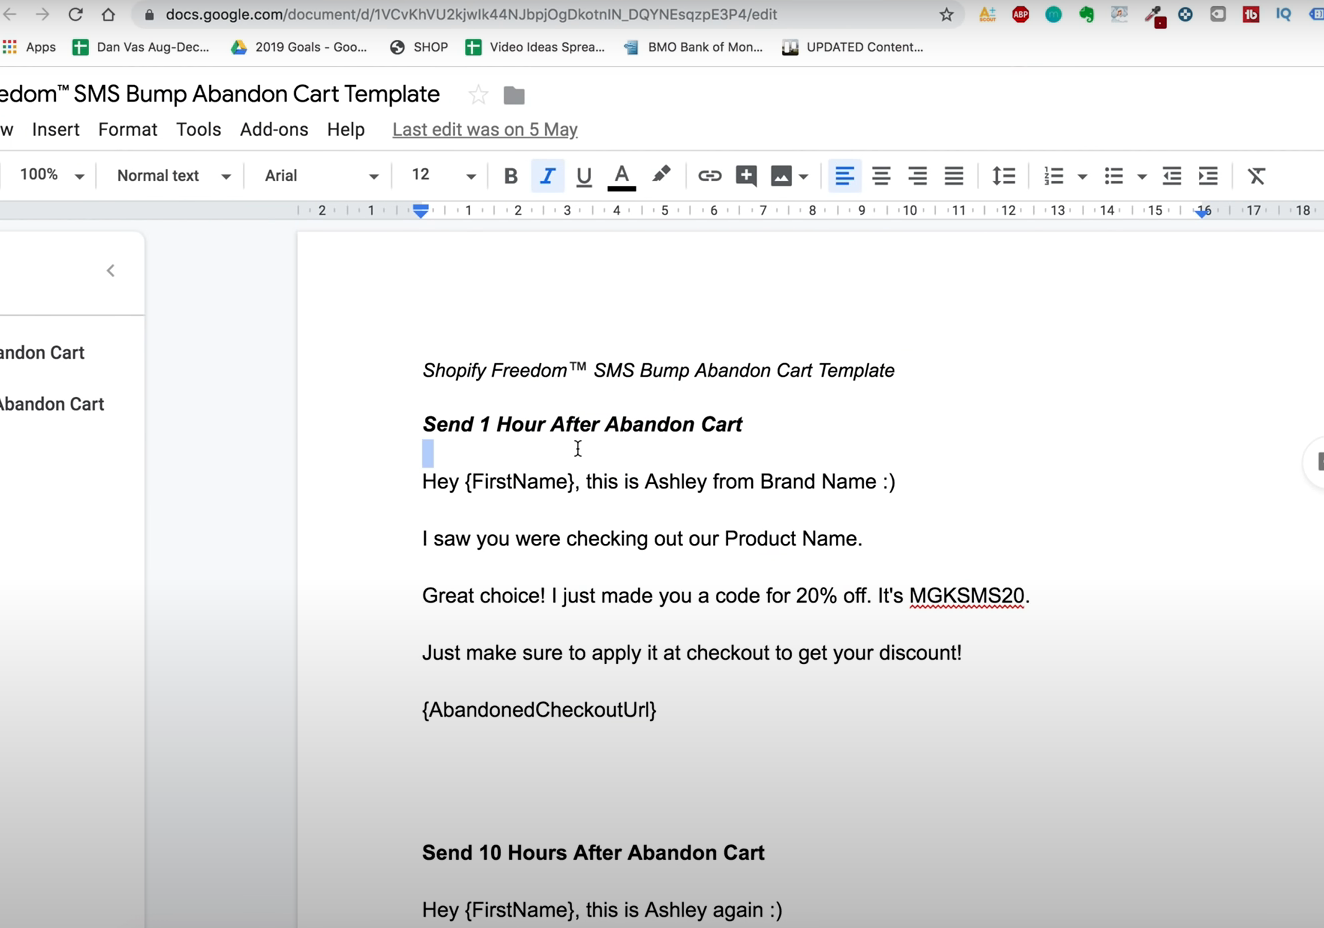 docs.google.com/document/d/1VCvKhVU2kjwIk44NJbpjOgDkotnIN_DQYNEsqzpE3P4/edit
Apps Dan Vas Aug-Dec... 2019 Goals - Goo... SHOP Video Ideas Sprea... BMO Bank of Mon... UPDATED Content...
edom™ SMS Bump Abandon Cart Template
w Insert Format Tools Add-ons Help Last edit was on 5 May
100% Normal text Arial 12 B I U A
2 1 1 2 3 4 5 6 7 8 9 10 11 12 13 14 15 16 17 18
andon Cart
Abandon Cart
Shopify Freedom™ SMS Bump Abandon Cart Template
Send 1 Hour After Abandon Cart
Hey {FirstName}, this is Ashley from Brand Name :)
I saw you were checking out our Product Name.
Great choice! I just made you a code for 20% off. It's MGKSMS20.
Just make sure to apply it at checkout to get your discount!
{AbandonedCheckoutUrl}
Send 10 Hours After Abandon Cart
Hey {FirstName}, this is Ashley again :)